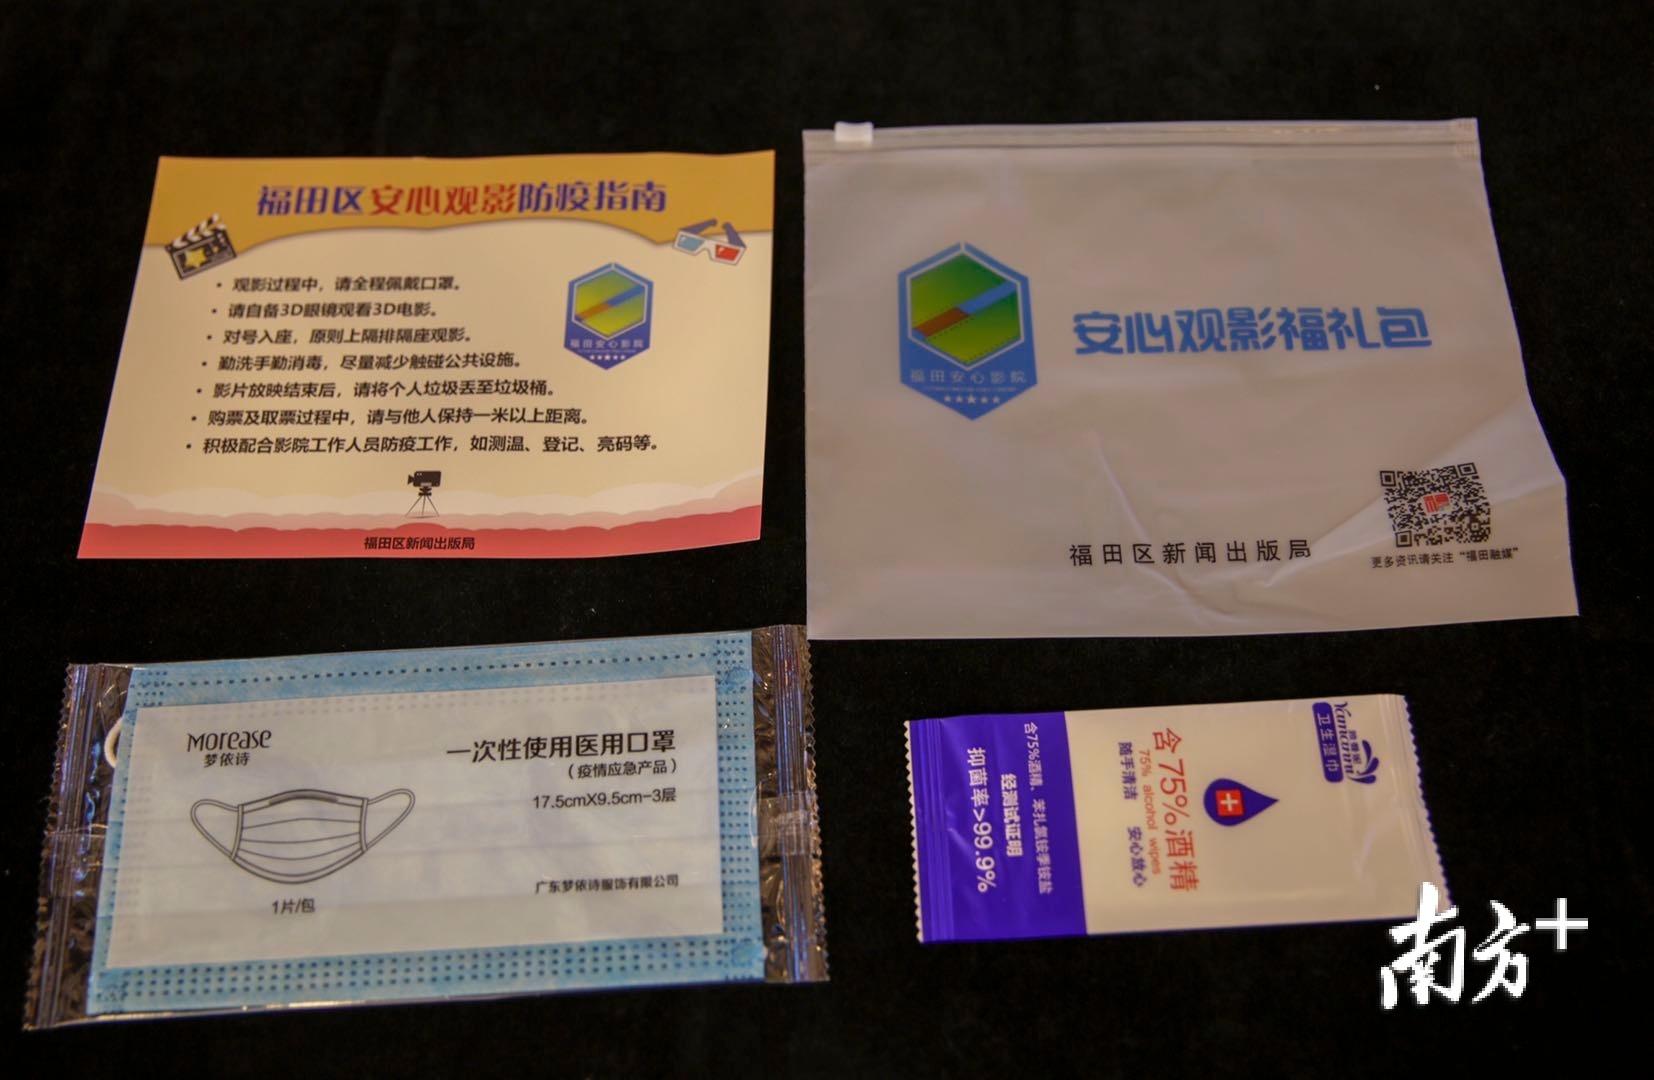 福田区安心观影防疫指南
• 观影过程中，请全程佩戴口罩。
• 请自备3D眼镜观看3D电影。
• 对号入座，原则上隔排隔座观影。
• 勤洗手勤消毒，尽量减少触碰公共设施。
• 影片放映结束后，请将个人垃圾丢至垃圾桶。
• 购票及取票过程中，请与他人保持一米以上距离。
• 积极配合影院工作人员防疫工作，如测温、登记、亮码等。
福田安心影院
福田区新闻出版局
安心观影福礼包
福田安心影院
福田区新闻出版局
更多资讯请关注“福田融媒”
Morease
梦依诗
一次性使用医用口罩
（疫情应急产品）
17.5cmX9.5cm-3层
广东梦依诗服饰有限公司
1片/包
卫生湿巾
含75%酒精
75% alcohol wipes
随手清洁 安心放心
含75%酒精、苯扎氯铵季铵盐
经测试证明
抑菌率>99.9%
南方+